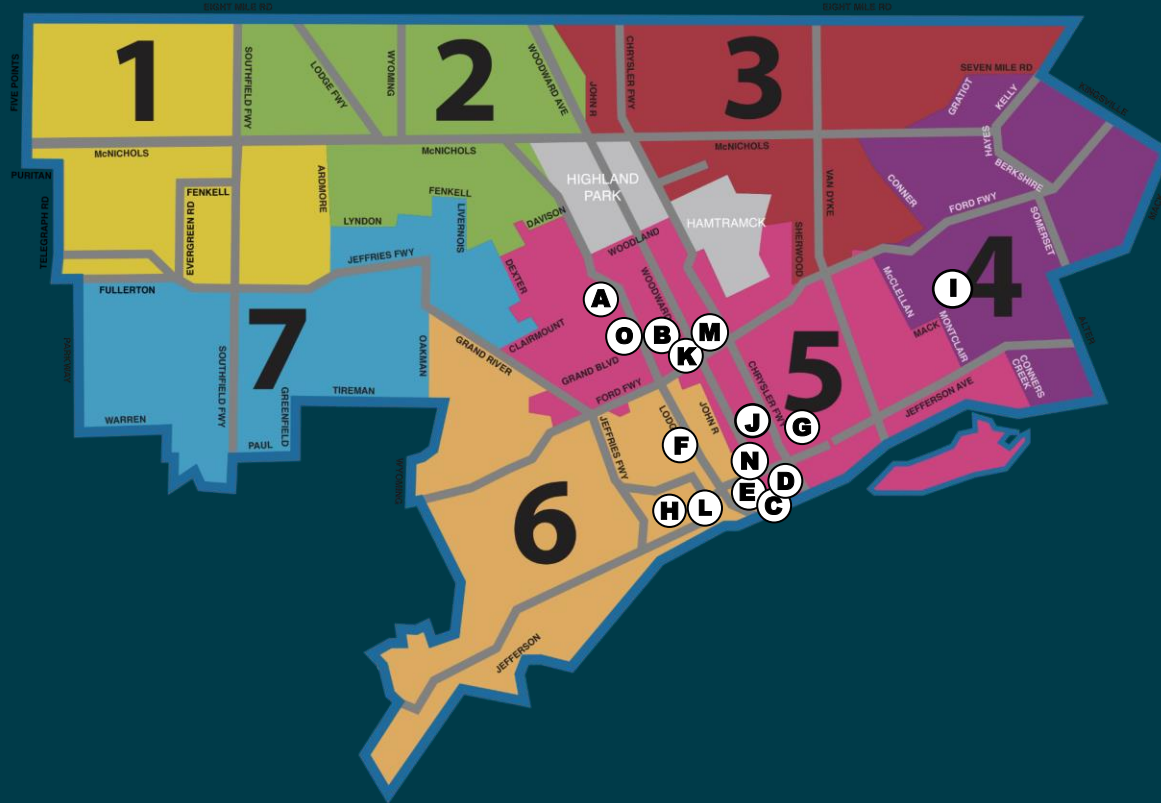 EIGHT MILE RD
EIGHT MILE RD
FIVE POINTS
1
SOUTHFIELD FWY
LODGE FWY
WYOMING
2
WOODWARD AVE
JOHN R
CHRYSLER FWY
3
SEVEN MILE RD
GRATIOT
KELLY
KINGSVILLE
McNICHOLS
McNICHOLS
McNICHOLS
HAYES
BERKSHIRE
PURITAN
TELEGRAPH RD
FENKELL
EVERGREEN RD
ARDMORE
FENKELL
LYNDON
LIVERNOIS
DAVISON
HIGHLAND
PARK
HAMTRAMCK
VAN DYKE
CONNER
FORD FWY
SOMERSET
MACK
JEFFRIES FWY
DEXTER
WOODLAND
WOODWARD
SHERWOOD
McCLELLAN
4
I
FULLERTON
7
A
O
B
M
K
PARKWAY
SOUTHFIELD FWY
OAKMAN
GRAND RIVER
CLAIRMOUNT
GRAND BLVD
FORD FWY
CHRYSLER FWY
5
MACK
MONTCLAIR
ALTER
CONNERS
CREEK
JEFFERSON AVE
TIREMAN
GREENFIELD
WARREN
PAUL
WYOMING
JEFFRIES FWY
JOHN R
F
J
G
N
D
E
C
H
L
6
JEFFERSON